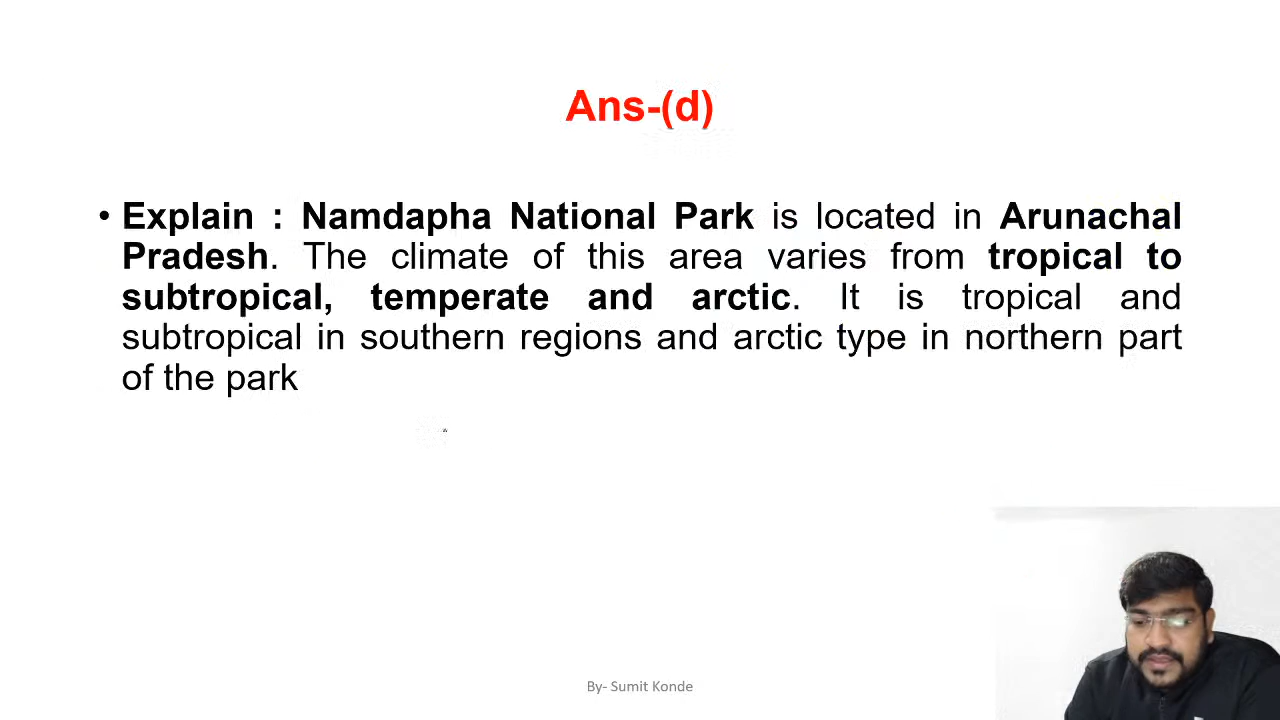 Ans-(d)
• Explain : Namdapha National Park is located in Arunachal
Pradesh. The climate of this area varies from tropical to
subtropical, temperate and arctic. It is tropical and
subtropical in southern regions and arctic type in northern part
of the park
By- Sumit Konde